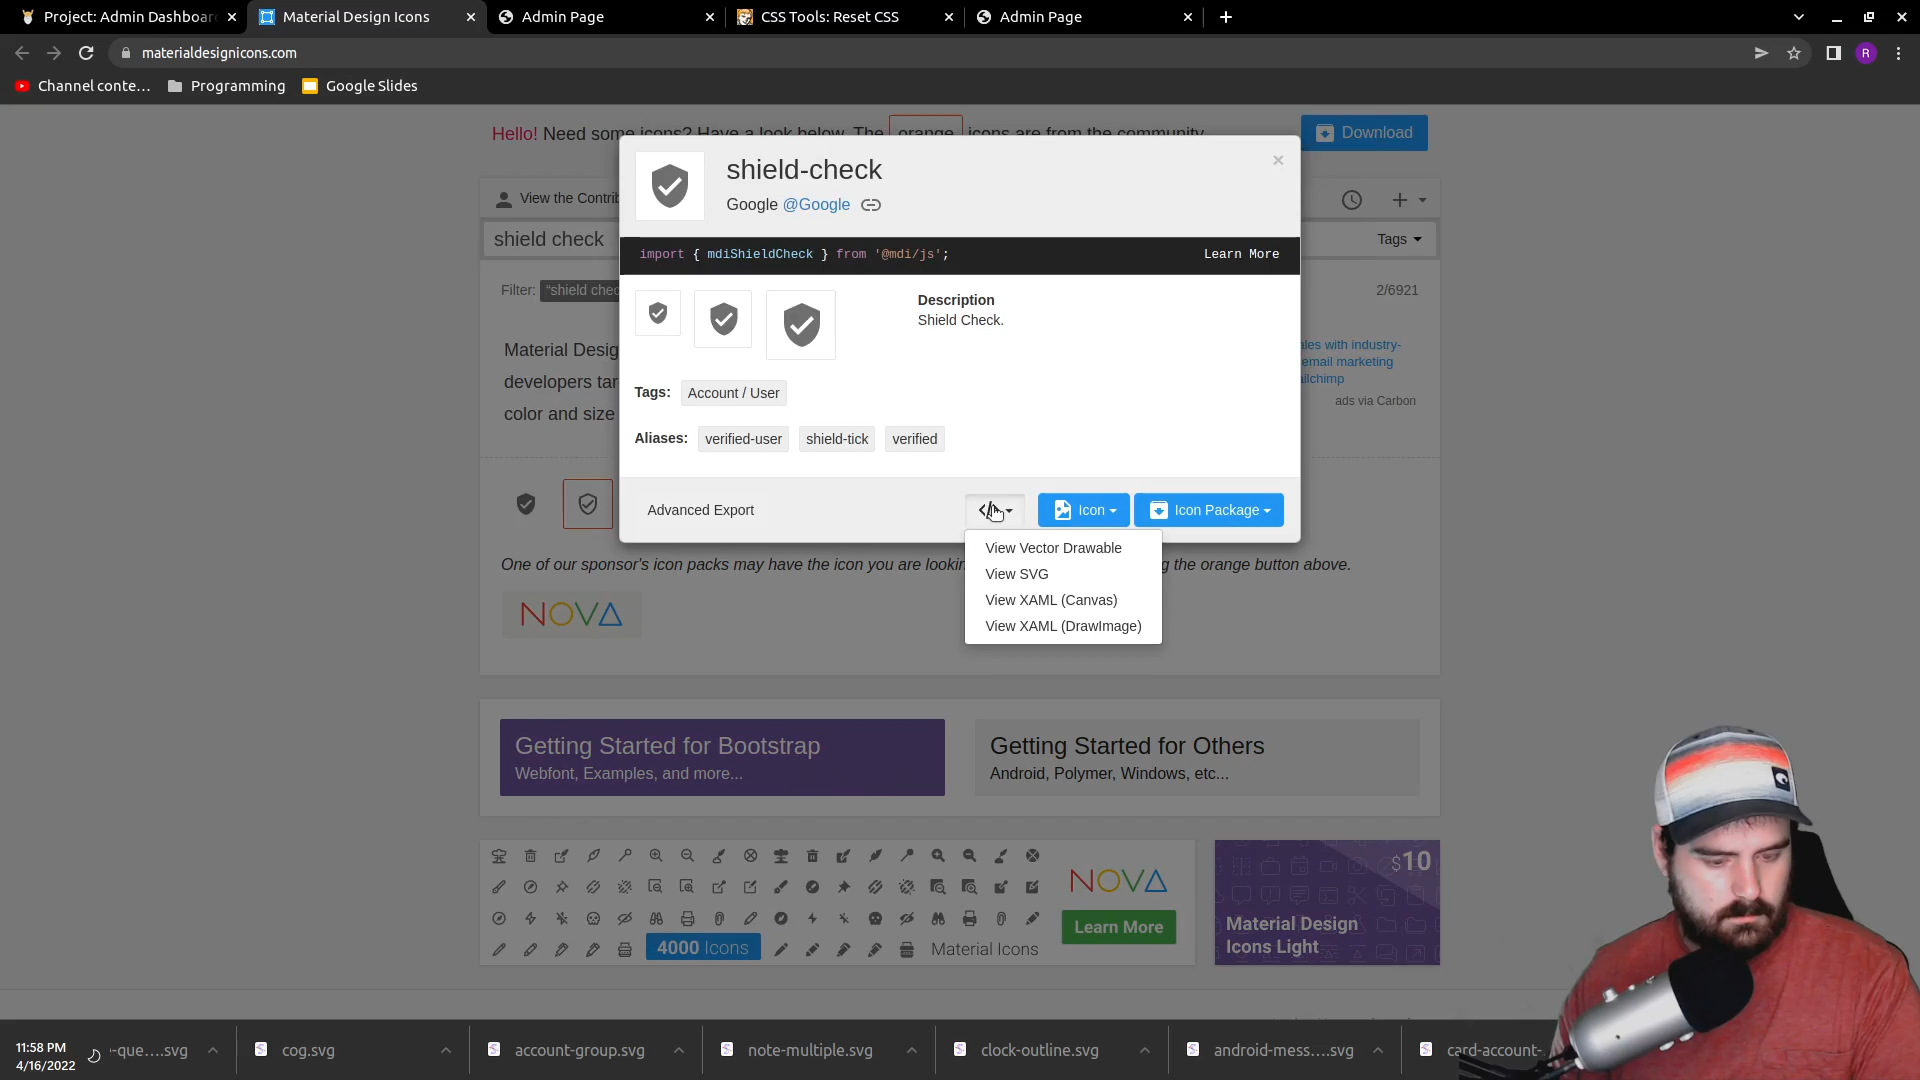 Project: Admin Dashboar
Material Design Icons
Admin Page
CSS Tools: Reset CSS
Admin Page
materialdesignicons.com
R
Channel conte…
Programming
Google Slides
Hello! Need some icons? Have a look below. The orange icons are from the community.
Download
shield-check
Google @Google
View the Contrib
shield check
Tags
import { mdiShieldCheck } from '@mdi/js';
Learn More
Filter: "shield chec
2/6921
Description
Shield Check.
Material Desig
developers tar
color and size
ales with industry-
email marketing
ailchimp
ads via Carbon
Tags: Account / User
Aliases: verified-user shield-tick verified
Advanced Export
Icon
Icon Package
View Vector Drawable
View SVG
View XAML (Canvas)
View XAML (DrawImage)
One of our sponsor's icon packs may have the icon you are lookin
g the orange button above.
NOVA
Getting Started for Bootstrap
Webfont, Examples, and more...
Getting Started for Others
Android, Polymer, Windows, etc...
NOVA
Learn More
4000 Icons
Material Icons
$10
Material Design
Icons Light
11:58 PM
4/16/2022
-que....svg
cog.svg
account-group.svg
note-multiple.svg
clock-outline.svg
android-mess....svg
card-account-